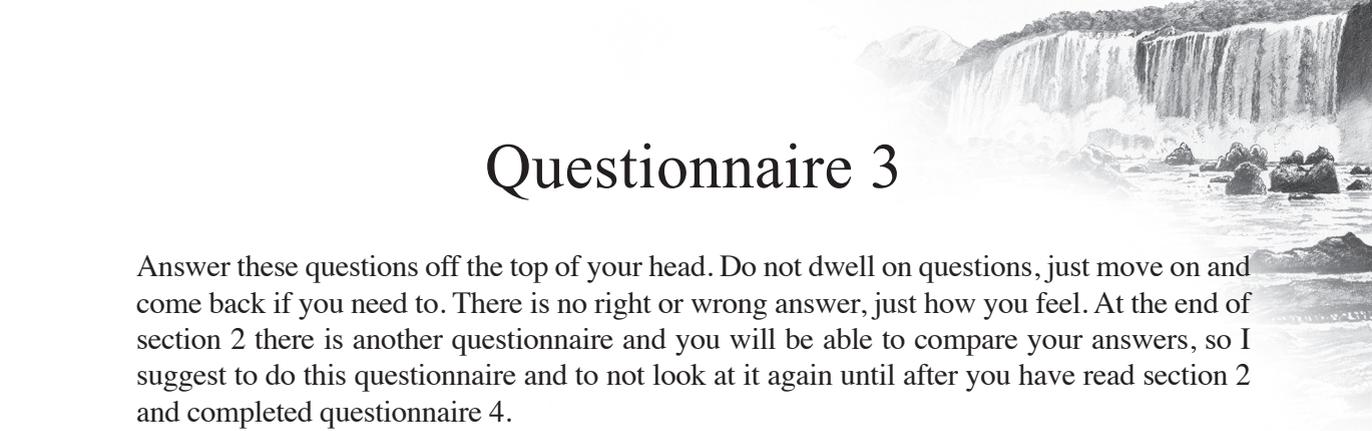 Questionnaire 3
Answer these questions off the top of your head. Do not dwell on questions, just move on and
come back if you need to. There is no right or wrong answer, just how you feel. At the end of
section 2 there is another questionnaire and you will be able to compare your answers, so I
suggest to do this questionnaire and to not look at it again until after you have read section 2
and completed questionnaire 4.